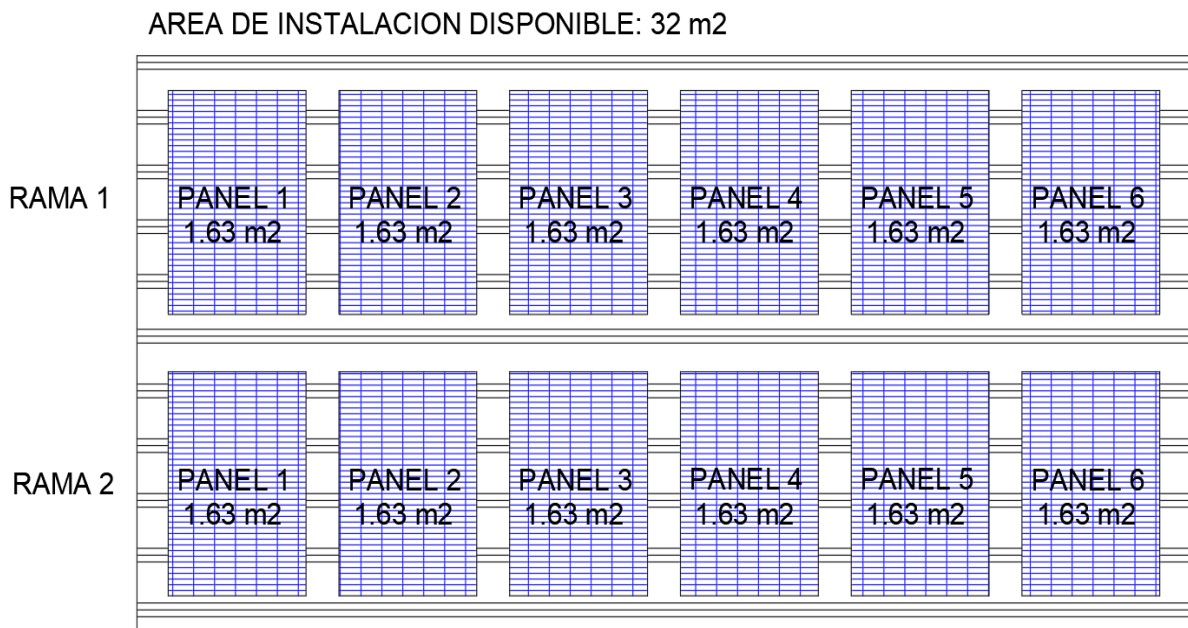 AREA DE INSTALACION DISPONIBLE: 32 m2
RAMA 1
PANEL 1
1.63 m2
PANEL 2
1.63 m2
PANEL 3
1.63 m2
PANEL 4
1.63 m2
PANEL 5
1.63 m2
PANEL 6
1.63 m2
RAMA 2
PANEL 1
1.63 m2
PANEL 2
1.63 m2
PANEL 3
1.63 m2
PANEL 4
1.63 m2
PANEL 5
1.63 m2
PANEL 6
1.63 m2